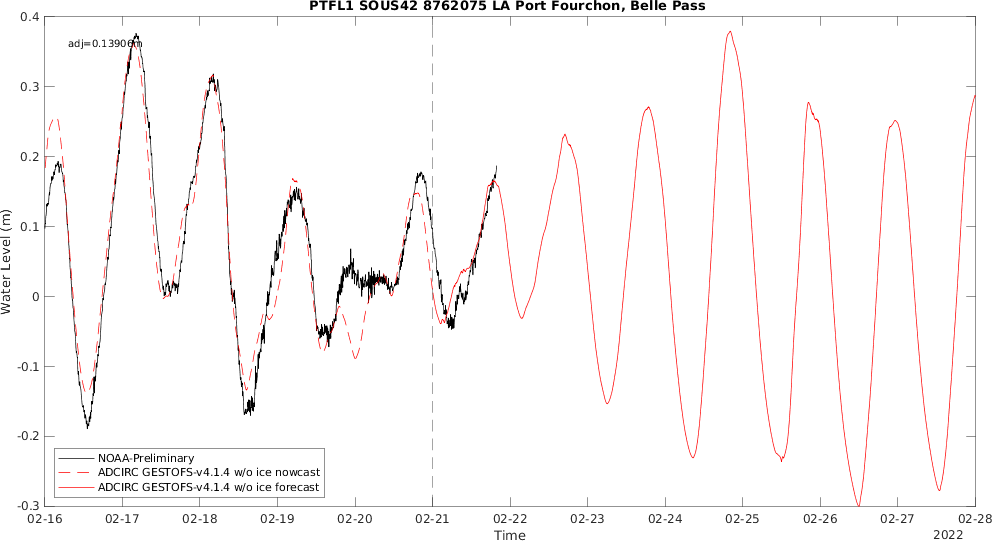 PTFL1 SOUS42 8762075 LA Port Fourchon, Belle Pass
adj=0.13906m
0.4
0.3
0.2
0.1
0
-0.1
-0.2
-0.3
Water Level (m)
NOAA-Preliminary
ADCIRC GESTOFS-v4.1.4 w/o ice nowcast
ADCIRC GESTOFS-v4.1.4 w/o ice forecast
02-16 02-17 02-18 02-19 02-20 02-21 02-22 02-23 02-24 02-25 02-26 02-27 02-28
Time
2022